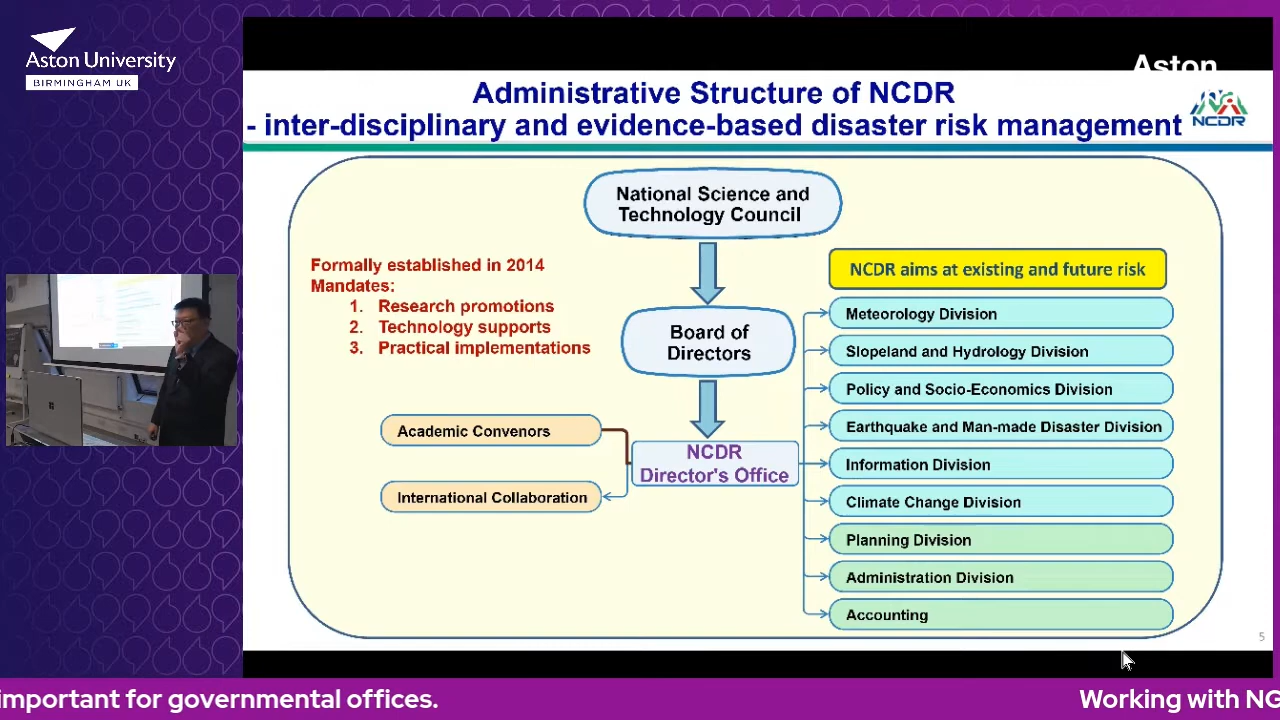 Aston University
BIRMINGHAM UK
Aston
Administrative Structure of NCDR
- inter-disciplinary and evidence-based disaster risk management
NCDR
National Science and
Technology Council
Formally established in 2014
Mandates:
1. Research promotions
2. Technology supports
3. Practical implementations
Board of
Directors
Academic Convenors
International Collaboration
NCDR
Director's Office
NCDR aims at existing and future risk
Meteorology Division
Slopeland and Hydrology Division
Policy and Socio-Economics Division
Earthquake and Man-made Disaster Division
Information Division
Climate Change Division
Planning Division
Administration Division
Accounting
5
important for governmental offices.
Working with NG